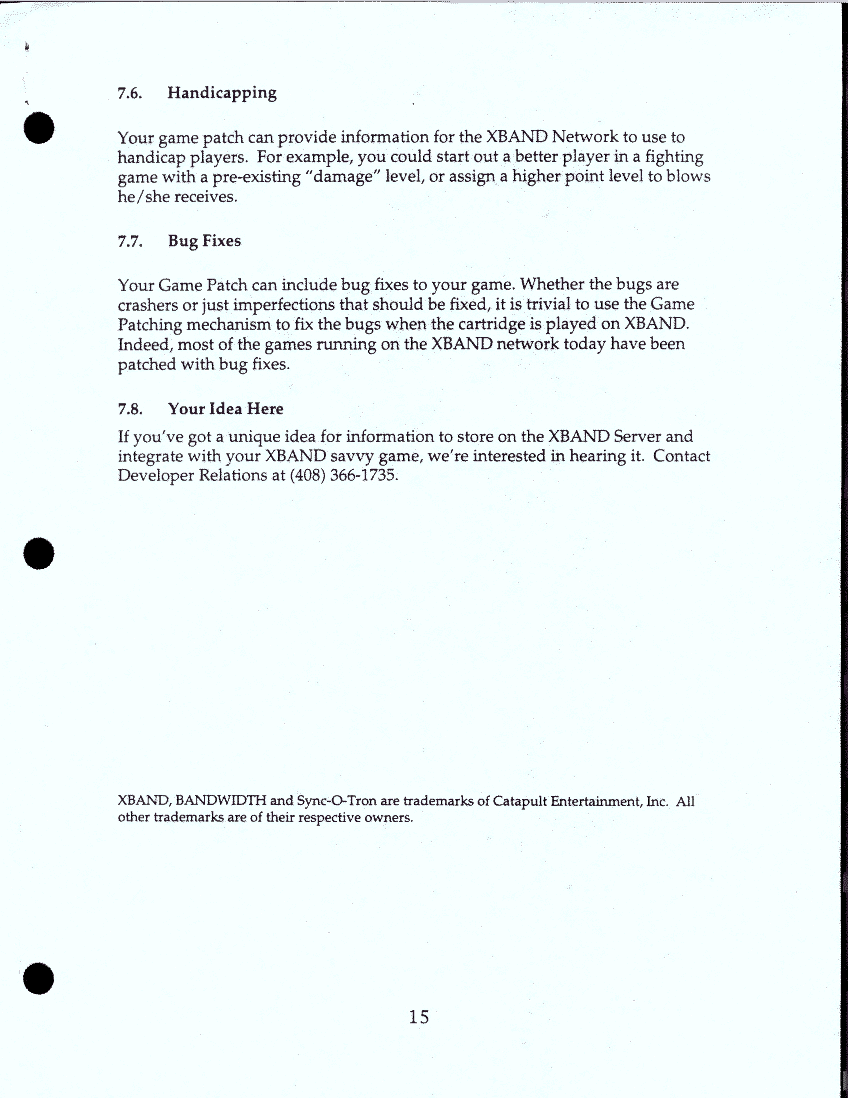 7.6. Handicapping
Your game patch can provide information for the XBAND Network to use to
handicap players. For example, you could start out a better player in a fighting
game with a pre-existing "damage" level, or assign a higher point level to blows
he/she receives.
7.7. Bug Fixes
Your Game Patch can include bug fixes to your game. Whether the bugs are
crashers or just imperfections that should be fixed, it is trivial to use the Game
Patching mechanism to fix the bugs when the cartridge is played on XBAND.
Indeed, most of the games running on the XBAND network today have been
patched with bug fixes.
7.8. Your Idea Here
If you've got a unique idea for information to store on the XBAND Server and
integrate with your XBAND savvy game, we're interested in hearing it. Contact
Developer Relations at (408) 366-1735.
XBAND, BANDWIDTH and Sync-O-Tron are trademarks of Catapult Entertainment, Inc. All
other trademarks are of their respective owners.
15